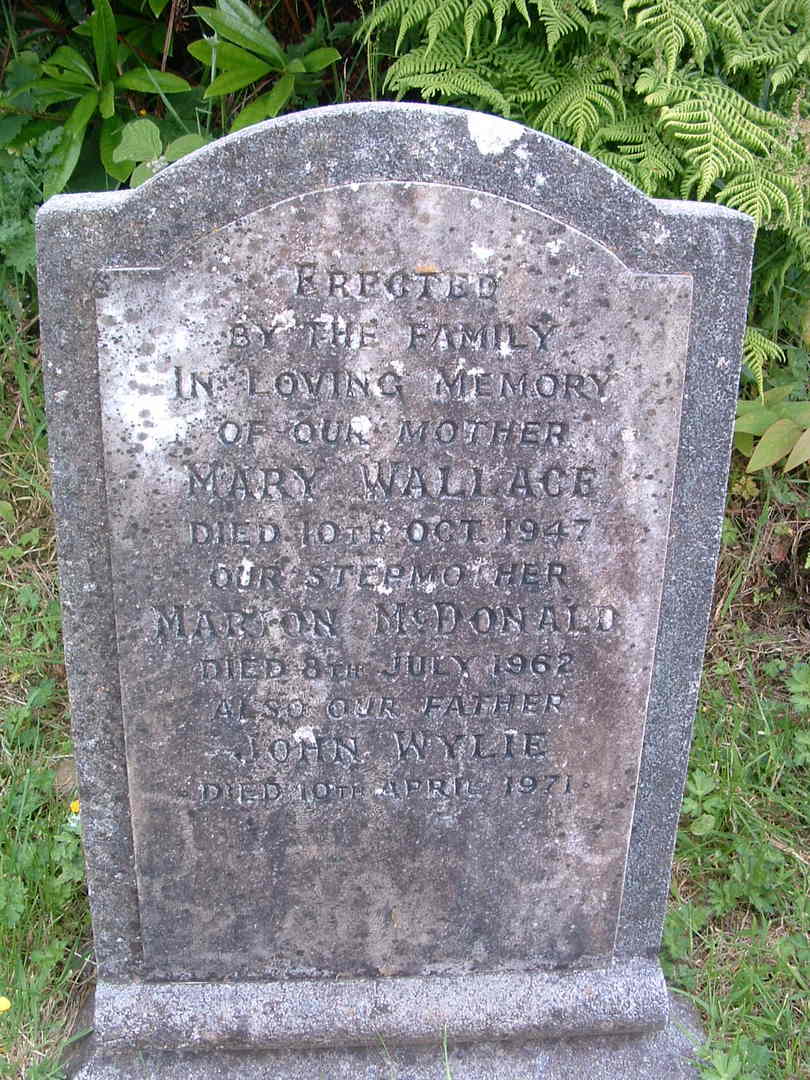 ERECTED
BY THE FAMILY
IN LOVING MEMORY
OF OUR MOTHER
MARY WALLACE
DIED 10TH OCT. 1947
OUR STEPMOTHER
MARION McDONALD
DIED 8TH JULY 1962
ALSO OUR FATHER
JOHN WYLIE
DIED 10TH APRIL 1971